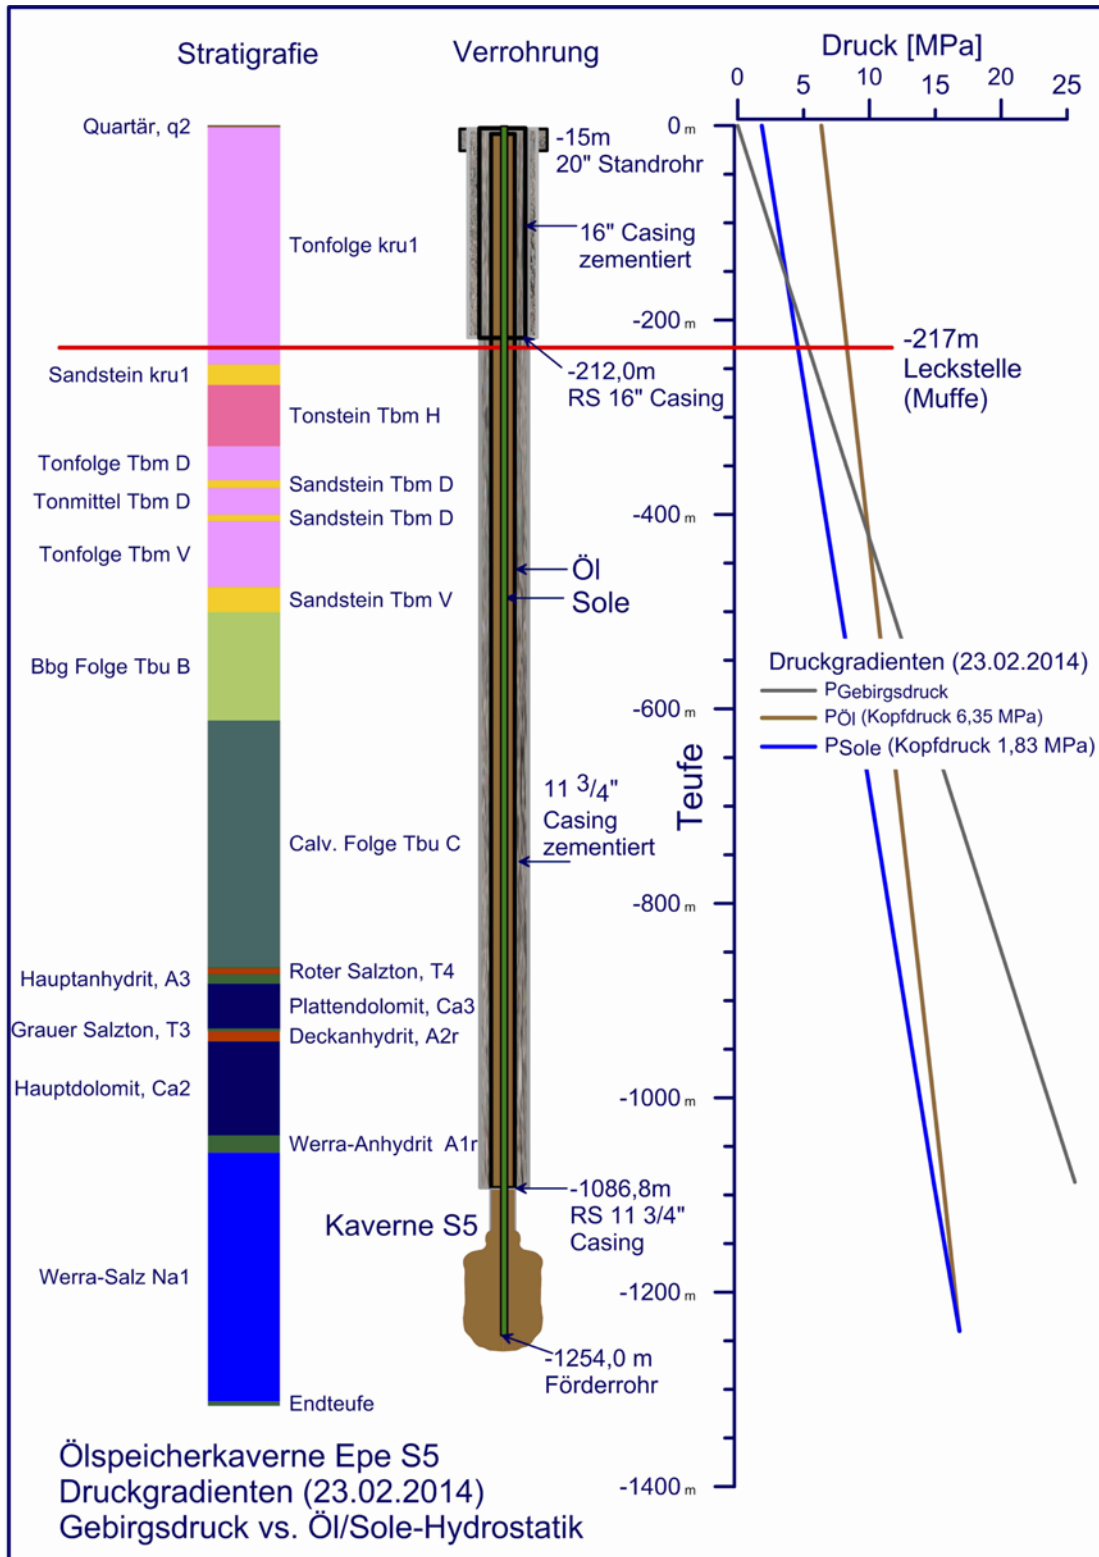 Stratigrafie
Verrohrung
Druck [MPa]
0
5
10
15
20
25
Quartär, q2
Tonfolge kru1
Sandstein kru1
Tonstein Tbm H
Tonfolge Tbm D
Sandstein Tbm D
Tonmittel Tbm D
Sandstein Tbm D
Tonfolge Tbm V
Sandstein Tbm V
Bbg Folge Tbu B
Calv. Folge Tbu C
Roter Salzton, T4
Hauptanhydrit, A3
Plattendolomit, Ca3
Grauer Salzton, T3
Deckanhydrit, A2r
Hauptdolomit, Ca2
Werra-Anhydrit A1r
Werra-Salz Na1
Endteufe
-15m
20" Standrohr
16" Casing
zementiert
-212,0m
RS 16" Casing
Öl
Sole
11 3/4"
Casing
zementiert
-1086,8m
RS 11 3/4"
Casing
Kaverne S5
-1254,0 m
Förderrohr
0 m
-200 m
-400 m
-600 m
-800 m
-1000 m
-1200 m
-1400 m
Teufe
-217m
Leckstelle
(Muffe)
Druckgradienten (23.02.2014)
PGebirgsdruck
PÖl (Kopfdruck 6,35 MPa)
PSole (Kopfdruck 1,83 MPa)
Ölspeicherkaverne Epe S5
Druckgradienten (23.02.2014)
Gebirgsdruck vs. Öl/Sole-Hydrostatik